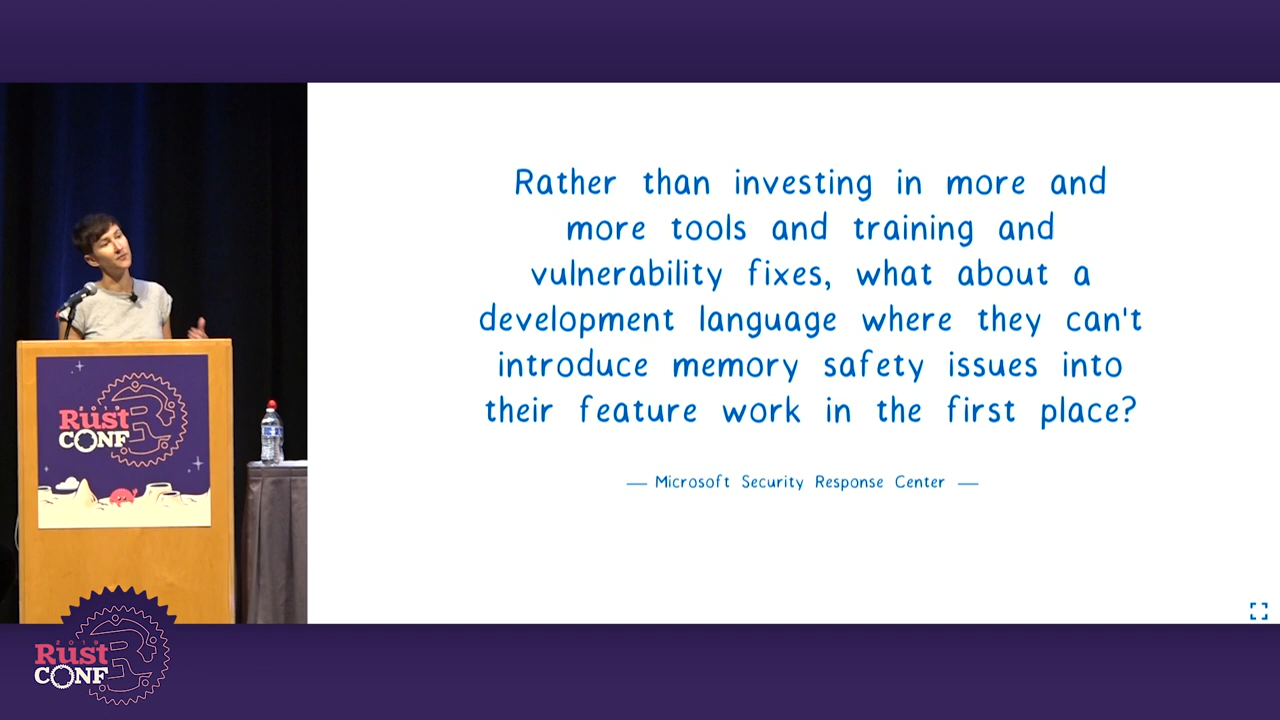 Rather than investing in more and
more tools and training and
vulnerability fixes, what about a
development language where they can't
introduce memory safety issues into
their feature work in the first place?
— Microsoft Security Response Center —
2019
Rust
CONF
2019
Rust
CONF